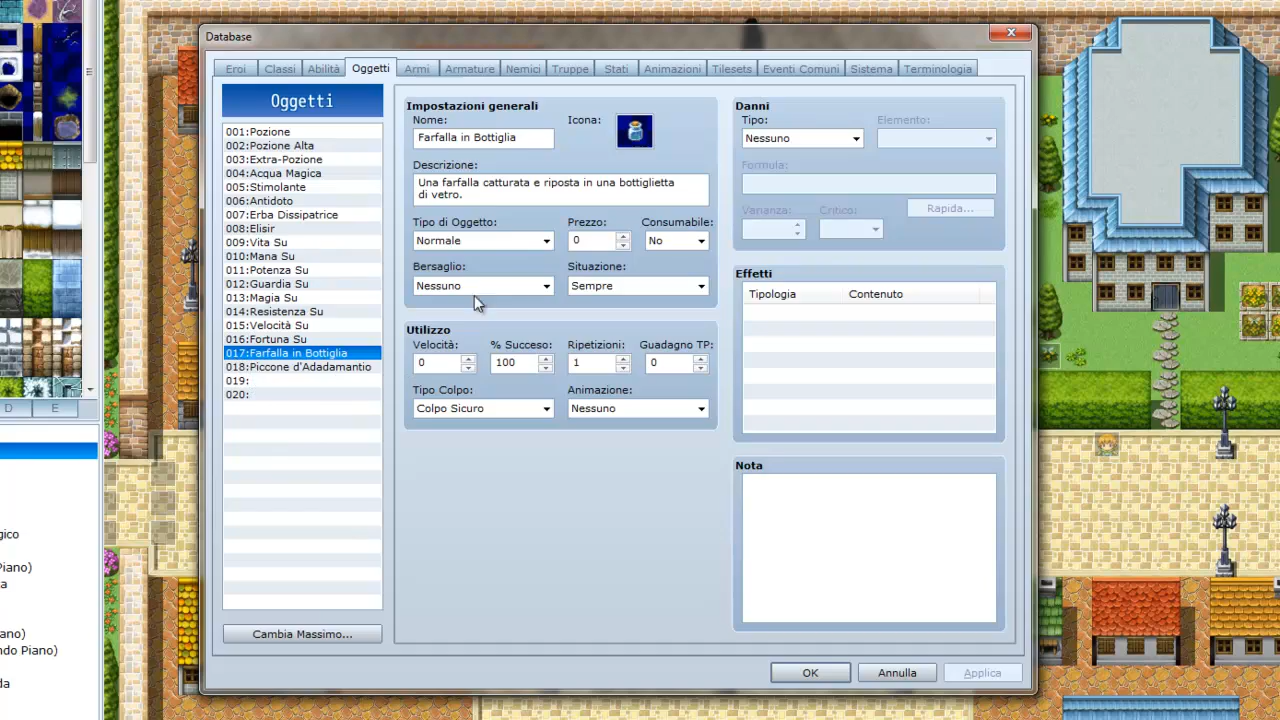 Database
Eroi
Classi
Abilità
Oggetti
Armi
Armature
Nemici
Truppe
Stati
Animazioni
Tilesets
Eventi Comuni
Sistema
Terminologia
Oggetti
001:Pozione
002:Pozione Alta
003:Extra-Pozione
004:Acqua Magica
005:Stimolante
006:Antidoto
007:Erba Dissipatrice
008:Elisir
009:Vita Su
010:Mana Su
011:Potenza Su
012:Guardia Su
013:Magia Su
014:Resistenza Su
015:Velocità Su
016:Fortuna Su
017:Farfalla in Bottiglia
018:Piccone d'Adadamantio
019:
020:
Cambia Massimo...
Impostazioni generali
Nome:
Icona:
Farfalla in Bottiglia
Descrizione:
Una farfalla catturata e riposta in una bottiglietta
di vetro.
Tipo di Oggetto:
Prezzo:
Consumabile:
Normale
0
No
Bersaglio:
Situazione:
Nessuno
Sempre
Utilizzo
Velocità:
% Successo:
Ripetizioni:
Guadagno TP:
0
100
1
0
Tipo Colpo:
Animazione:
Colpo Sicuro
Nessuno
Danni
Tipo:
Elemento:
Nessuno
Formula:
Varianza:
Critico:
Rapida...
Effetti
Tipologia
Contenuto
Nota
OK
Annulla
Applica
D
E
gico
Piano)
a
ano)
ndo Piano)
da